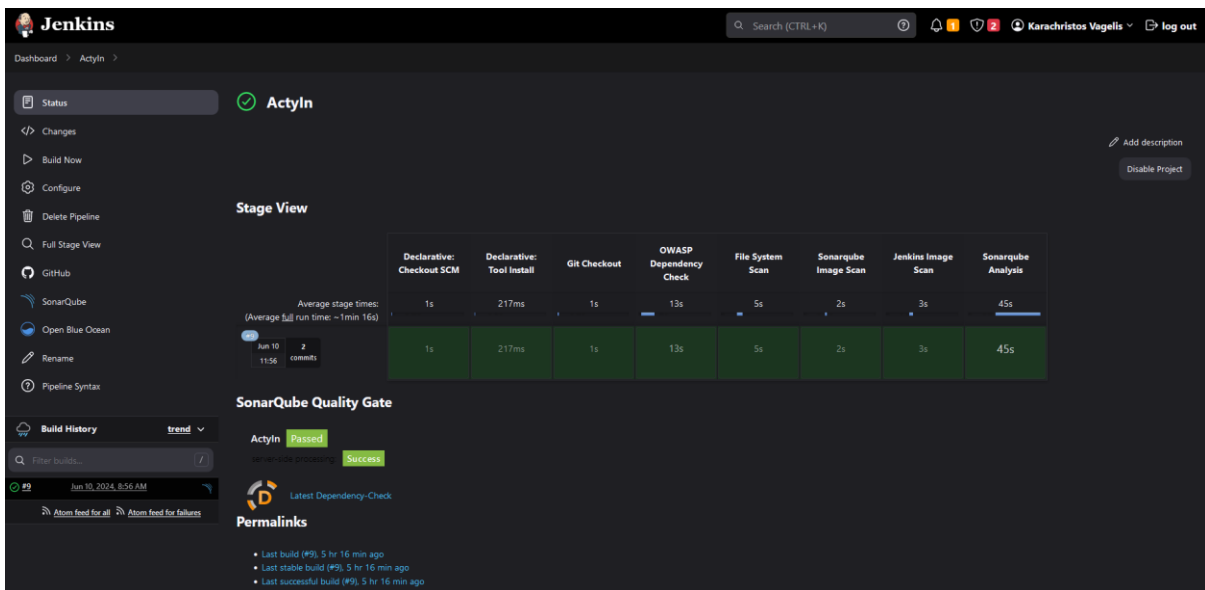 Jenkins
Search (CTRL+K)
1
2
Karachristos Vagelis
log out
Dashboard > ActyIn >
Status
Changes
Build Now
Configure
Delete Pipeline
Full Stage View
GitHub
SonarQube
Open Blue Ocean
Rename
Pipeline Syntax
Build History
trend
Filter builds...
/
#9
Jun 10, 2024, 8:56 AM
Atom feed for all
Atom feed for failures
ActyIn
Add description
Disable Project
Stage View
Declarative: Checkout SCM
Declarative: Tool Install
Git Checkout
OWASP Dependency Check
File System Scan
Sonarqube Image Scan
Jenkins Image Scan
Sonarqube Analysis
Average stage times:
1s
217ms
1s
13s
5s
2s
3s
45s
(Average full run time: ~1min 16s)
#9
Jun 10
11:56
2
commits
1s
217ms
1s
13s
5s
2s
3s
45s
SonarQube Quality Gate
ActyIn Passed
server-side processing: Success
Latest Dependency-Check
Permalinks
Last build (#9), 5 hr 16 min ago
Last stable build (#9), 5 hr 16 min ago
Last successful build (#9), 5 hr 16 min ago